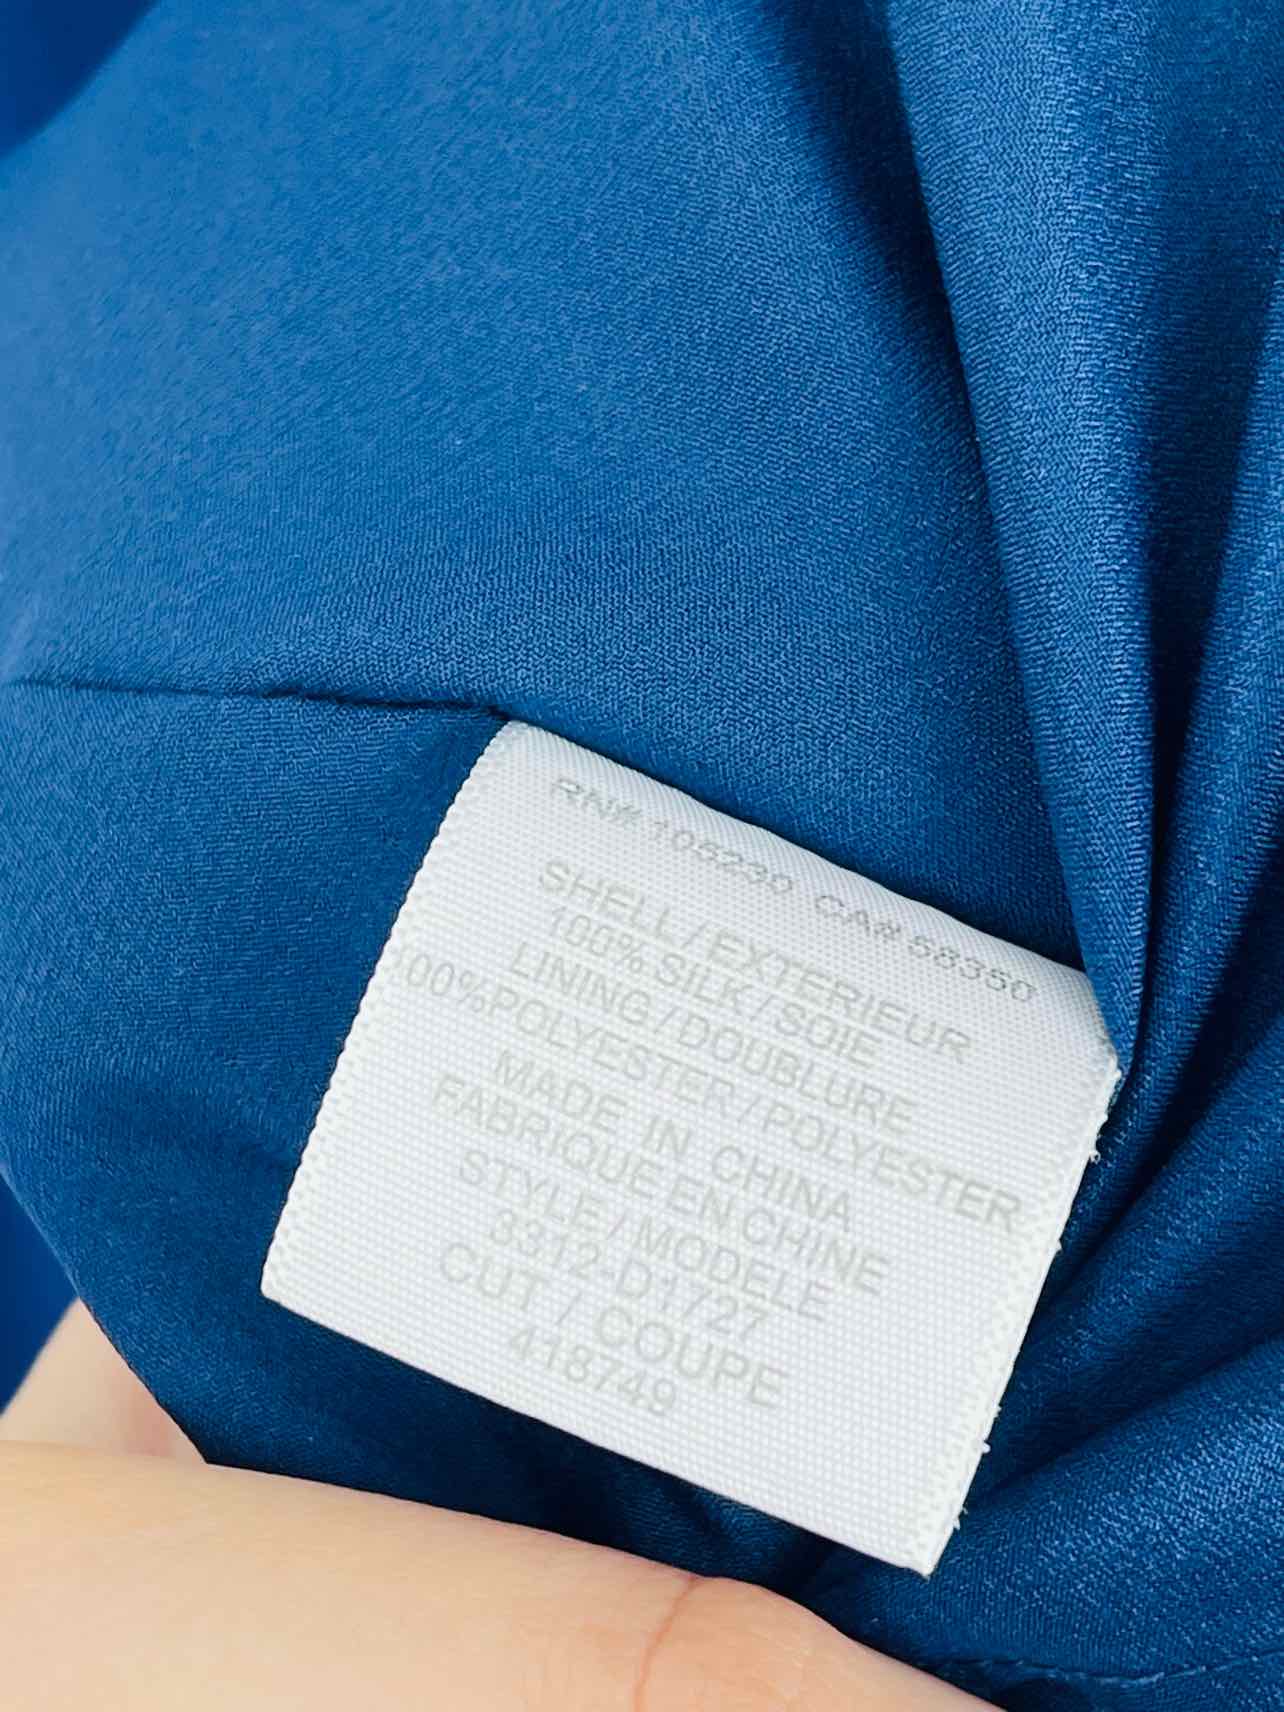 RN# 105230 CA# 58350
SHELL / EXTERIEUR
100% SILK / SOIE
LINING / DOUBLURE
100%POLYESTER / POLYESTER
MADE IN CHINA
FABRIQUE EN CHINE
STYLE / MODELE
3312-D1727
CUT / COUPE
418749